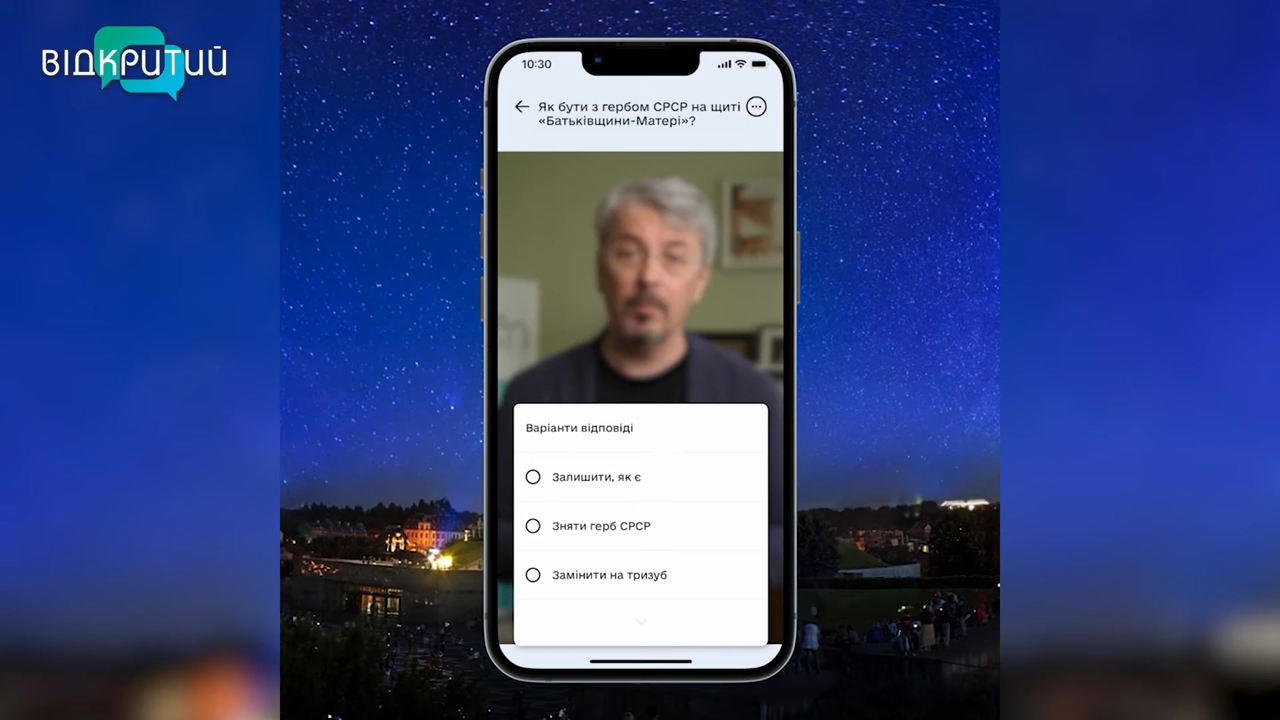 ВІДКРИТИЙ
10:30
Як бути з гербом СРСР на щиті
«Батьківщини-Матері»?
Варіанти відповіді
Залишити, як є
Зняти герб СРСР
Замінити на тризуб